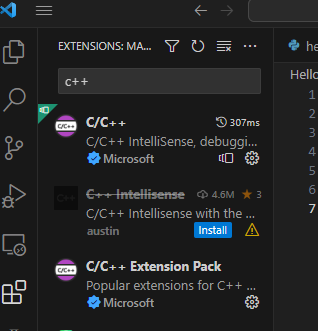 EXTENSIONS: MA...
c++
C/C++
C/C++ 307ms
C/C++ IntelliSense, debuggi...
Microsoft
C++ C++ Intellisense 4.6M 3
C/C++ Intellisense with the ...
austin Install
C/C++
C/C++ Extension Pack
Popular extensions for C++ ...
Microsoft
he
Hello
1
2
3
4
5
6
7